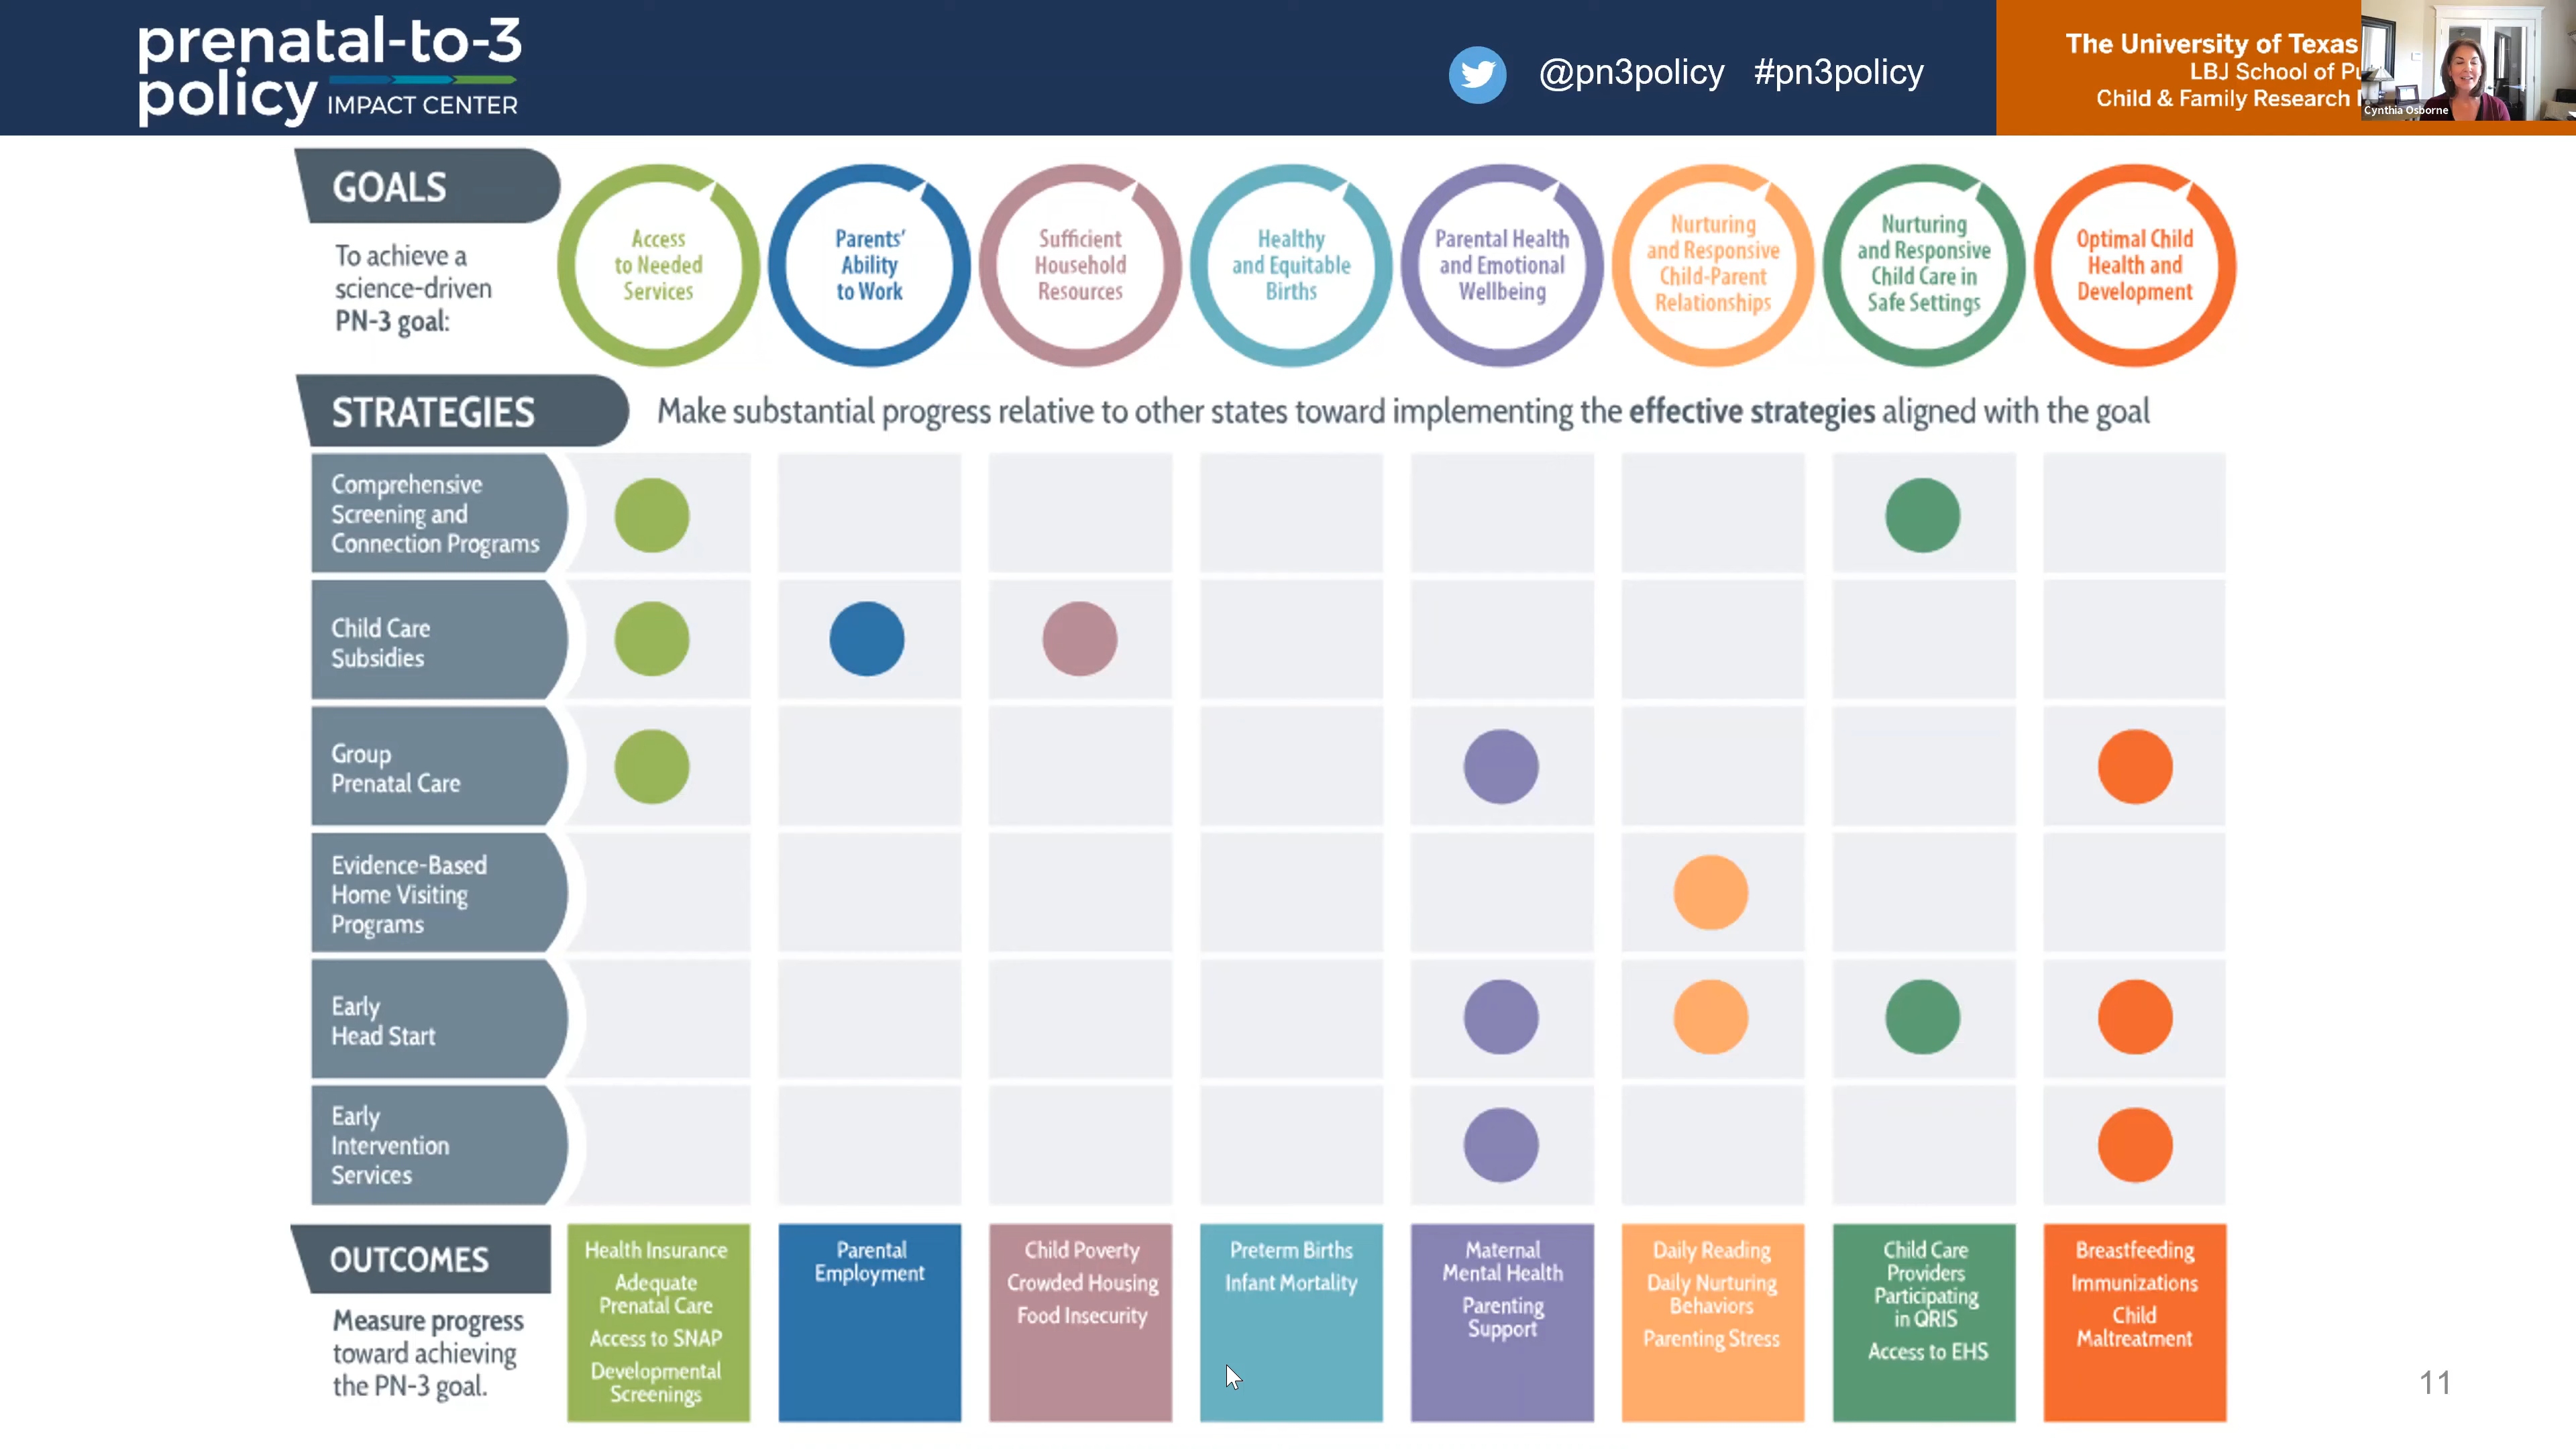 prenatal-to-3
policy IMPACT CENTER
@pn3policy #pn3policy
The University of Texas
LBJ School of
Child & Family Research
Cynthia Osborne
GOALS
To achieve a
science-driven
PN-3 goal:
Access
to Needed
Services
Parents'
Ability
to Work
Sufficient
Household
Resources
Healthy
and Equitable
Births
Parental Health
and Emotional
Wellbeing
Nurturing
and Responsive
Child-Parent
Relationships
Nurturing
and Responsive
Child Care in
Safe Settings
Optimal Child
Health and
Development
STRATEGIES
Make substantial progress relative to other states toward implementing the effective strategies aligned with the goal
Comprehensive
Screening and
Connection Programs
Child Care
Subsidies
Group
Prenatal Care
Evidence-Based
Home Visiting
Programs
Early
Head Start
Early
Intervention
Services
OUTCOMES
Measure progress
toward achieving
the PN-3 goal.
Health Insurance
Adequate
Prenatal Care
Access to SNAP
Developmental
Screenings
Parental
Employment
Child Poverty
Crowded Housing
Food Insecurity
Preterm Births
Infant Mortality
Maternal
Mental Health
Parenting
Support
Daily Reading
Daily Nurturing
Behaviors
Parenting Stress
Child Care
Providers
Participating
in QRIS
Access to EHS
Breastfeeding
Immunizations
Child
Maltreatment
11